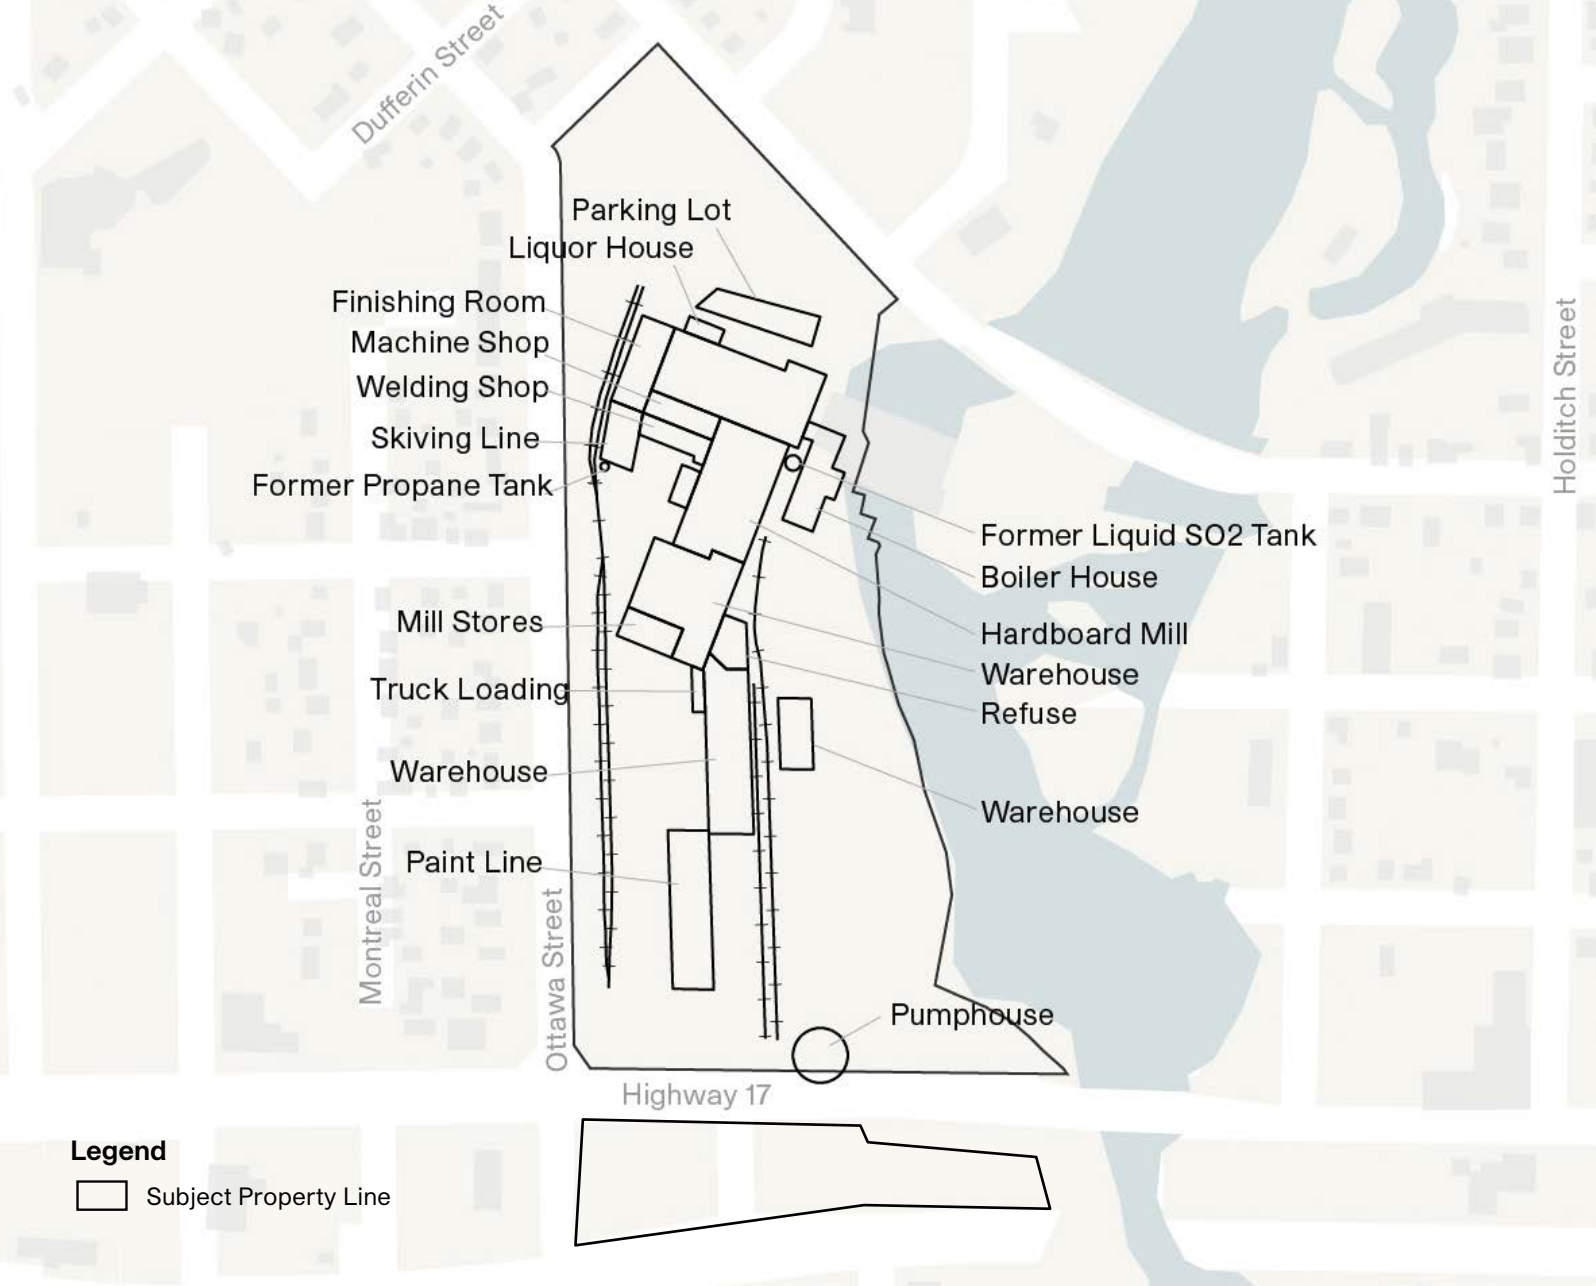 Dufferin Street
Parking Lot
Liquor House
Finishing Room
Machine Shop
Welding Shop
Skiving Line
Former Propane Tank
Holditch Street
Former Liquid SO2 Tank
Boiler House
Mill Stores
Hardboard Mill
Warehouse
Truck Loading
Refuse
Warehouse
Warehouse
Montreal Street
Paint Line
Ottawa Street
Pumphouse
Highway 17
Legend
Subject Property Line